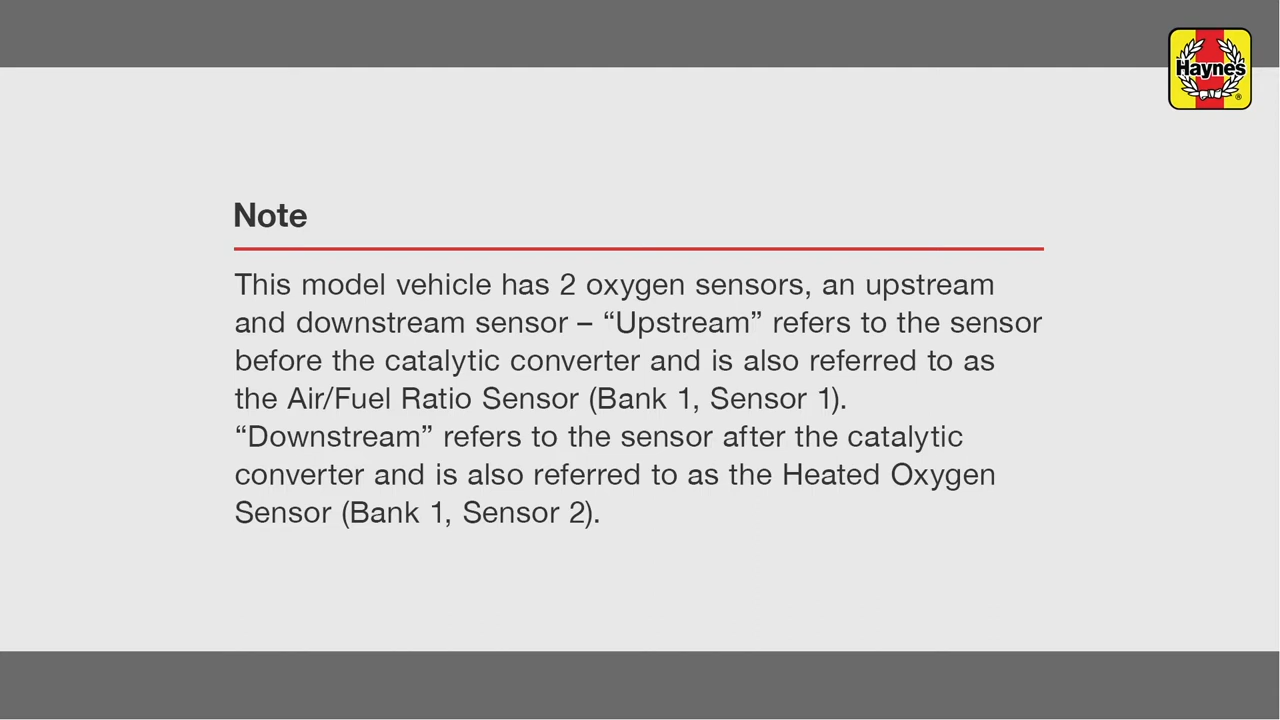 Haynes
®
Note
This model vehicle has 2 oxygen sensors, an upstream
and downstream sensor – “Upstream” refers to the sensor
before the catalytic converter and is also referred to as
the Air/Fuel Ratio Sensor (Bank 1, Sensor 1).
“Downstream” refers to the sensor after the catalytic
converter and is also referred to as the Heated Oxygen
Sensor (Bank 1, Sensor 2).